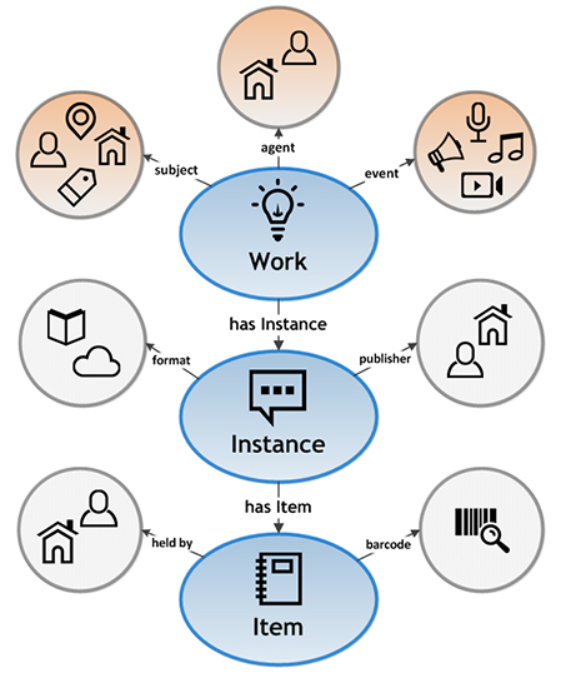 agent
subject
event
Work
has Instance
format
publisher
Instance
has Item
held by
barcode
Item